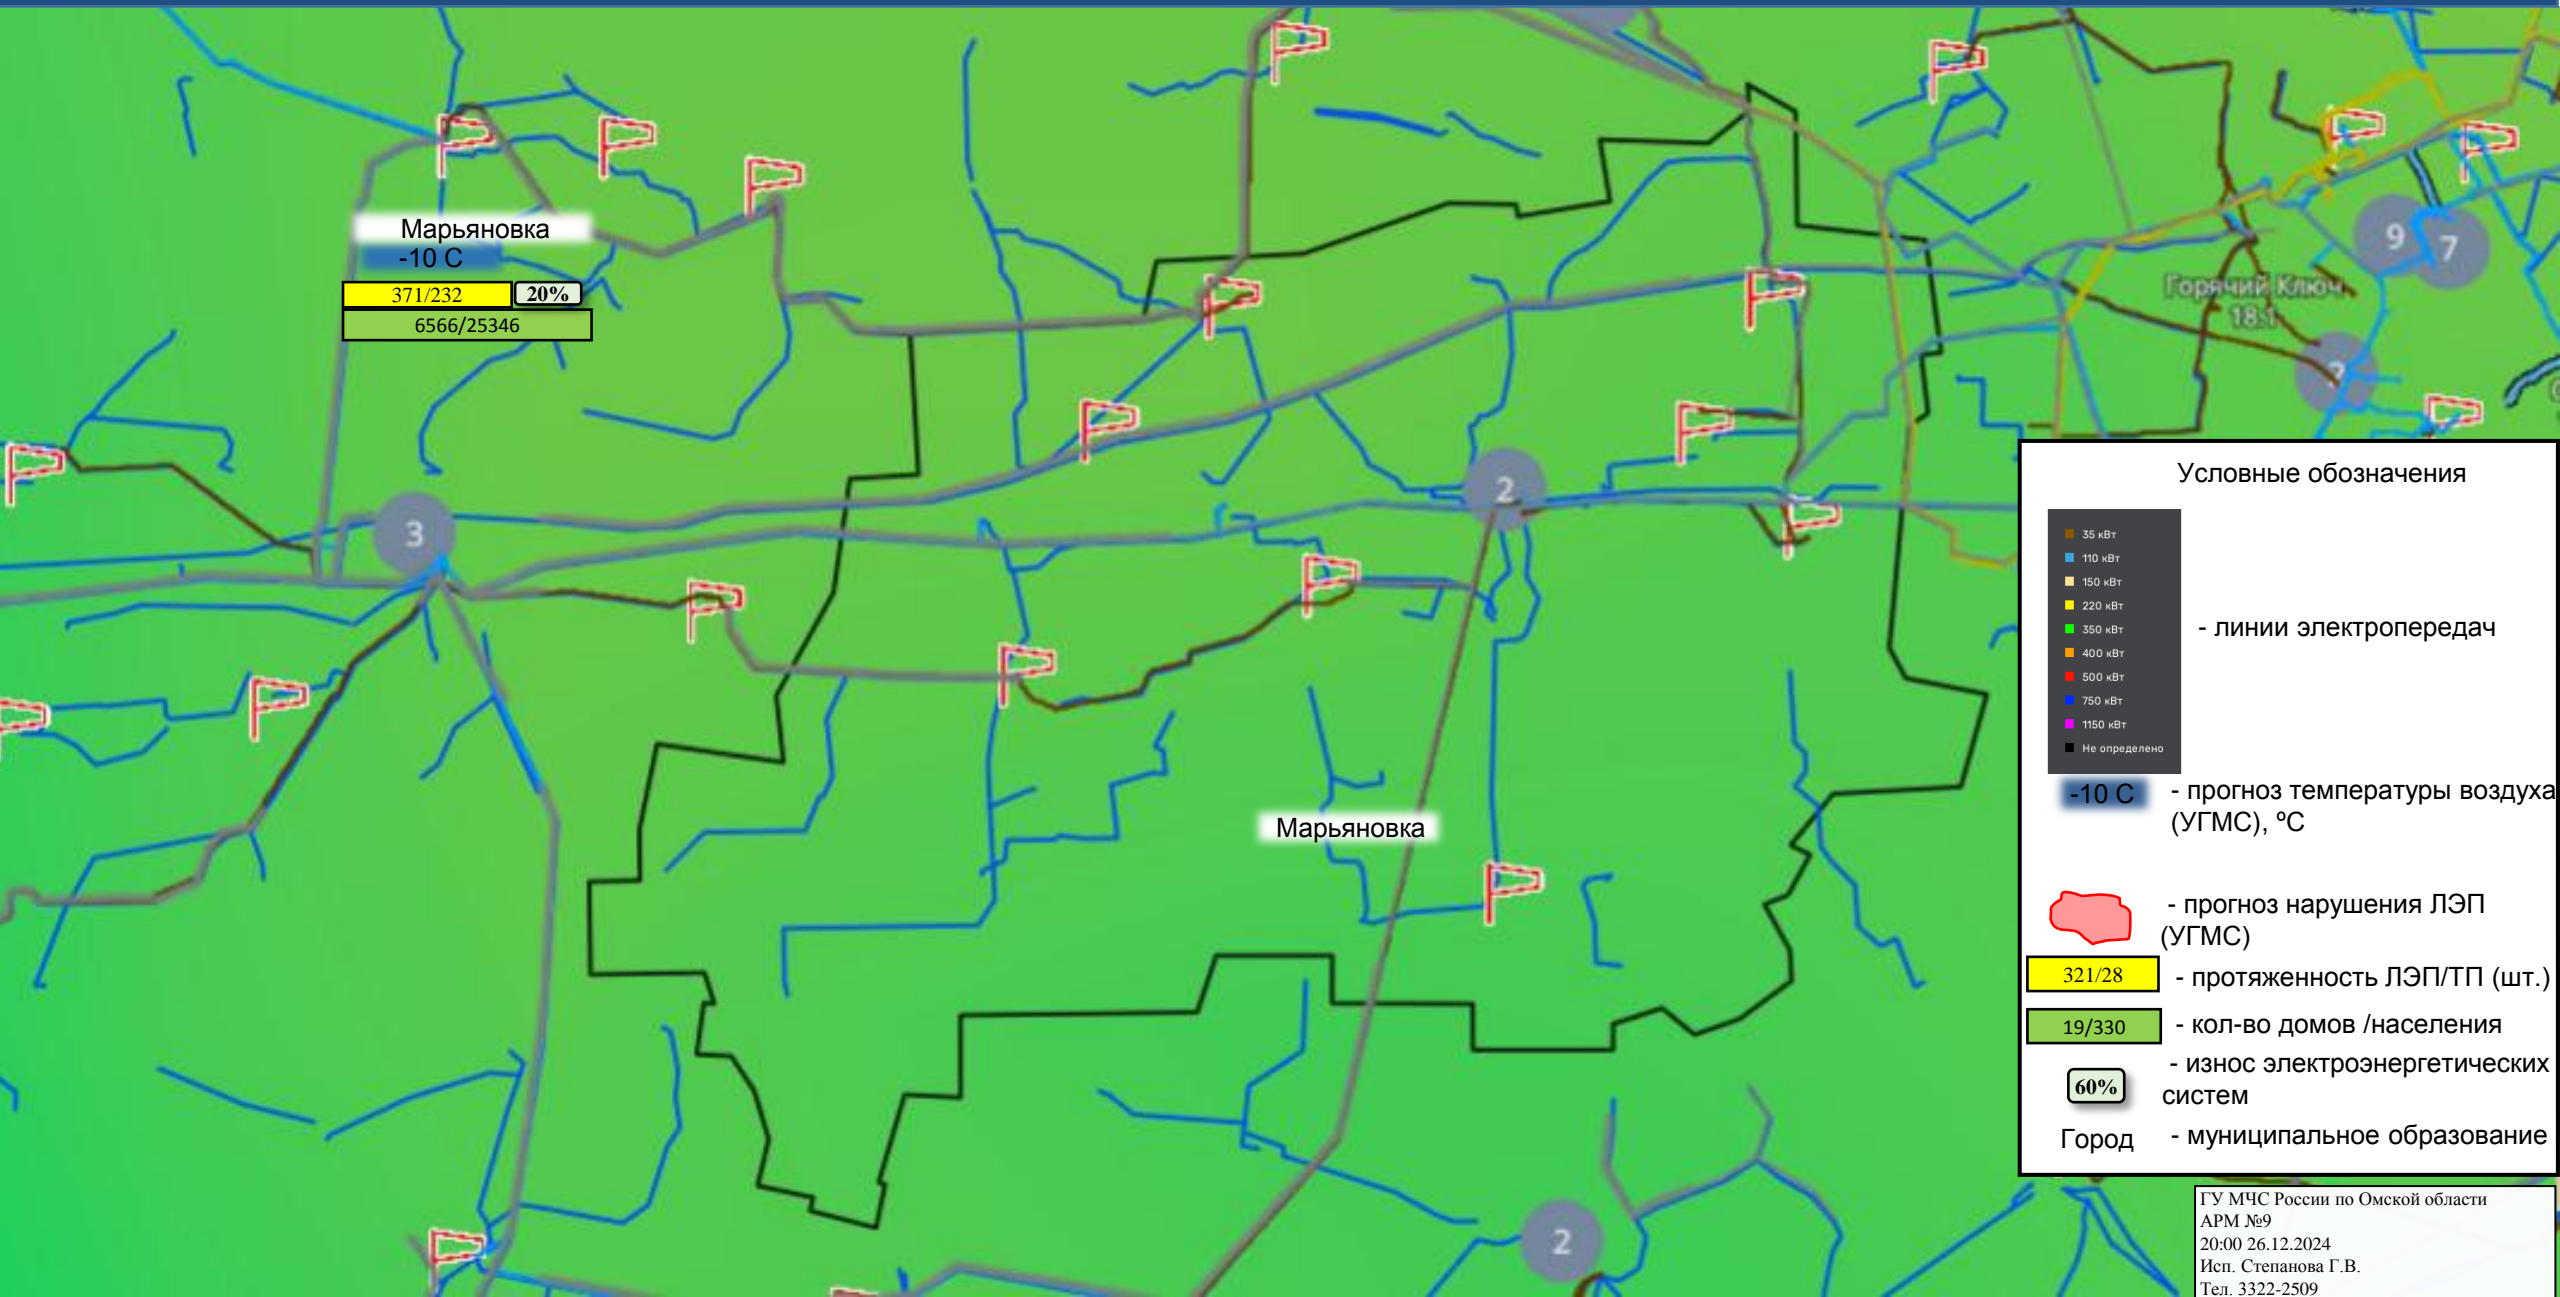 9
7
Марьяновка
-10 С
371/232
20%
6566/25346
Горячий Ключ
18.1
2
3
2
Марьяновка
2
Условные обозначения
35 кВт
110 кВт
150 кВт
220 кВт
350 кВт
400 кВт
500 кВт
750 кВт
1150 кВт
Не определено
- линии электропередач
-10 С
- прогноз температуры воздуха
(УГМС), ºС
- прогноз нарушения ЛЭП
(УГМС)
321/28
- протяженность ЛЭП/ТП (шт.)
19/330
- кол-во домов /населения
60%
- износ электроэнергетических
систем
Город
- муниципальное образование
ГУ МЧС России по Омской области
АРМ №9
20:00 26.12.2024
Исп. Степанова Г.В.
Тел. 3322-2509